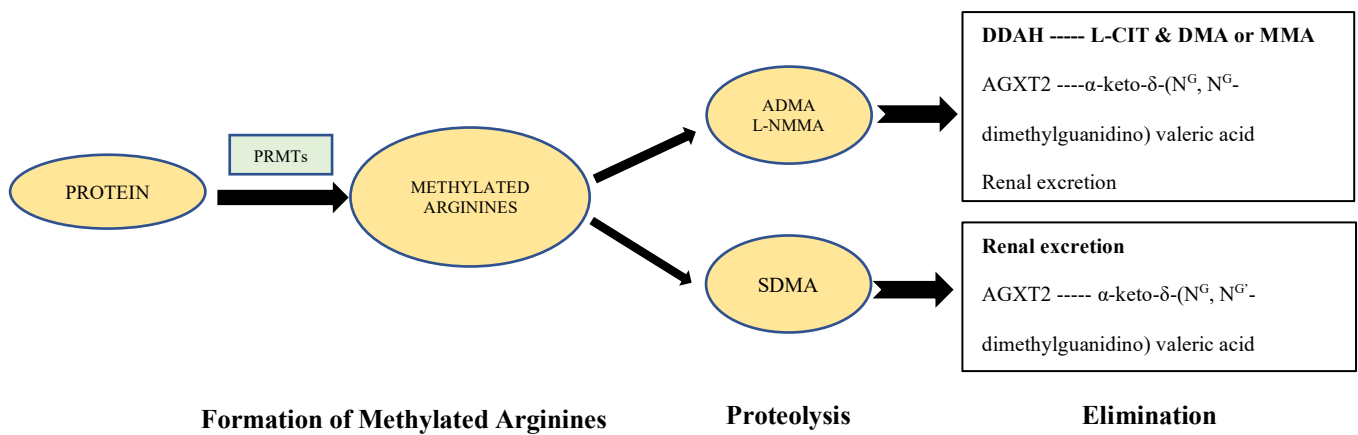 PROTEIN
PRMTs
METHYLATED
ARGININES
ADMA
L-NMMA
SDMA
DDAH ----- L-CIT & DMA or MMA
AGXT2 ----α-keto-δ-(Nᴳ, Nᴳ-
dimethylguanidino) valeric acid
Renal excretion
Renal excretion
AGXT2 ----- α-keto-δ-(Nᴳ, Nᴳ’-
dimethylguanidino) valeric acid
Formation of Methylated Arginines
Proteolysis
Elimination